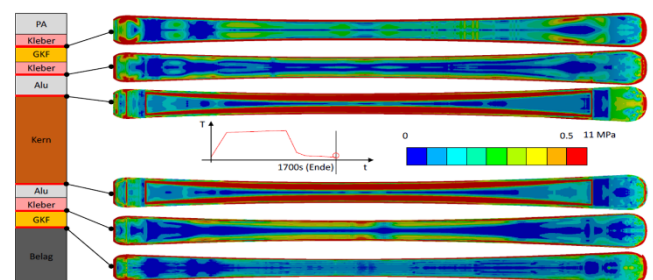 PA
Kleber
GKF
Kleber
Alu
Kern
Alu
Kleber
GKF
Belag
T
1700s (Ende)
t
0
0.5
11 MPa